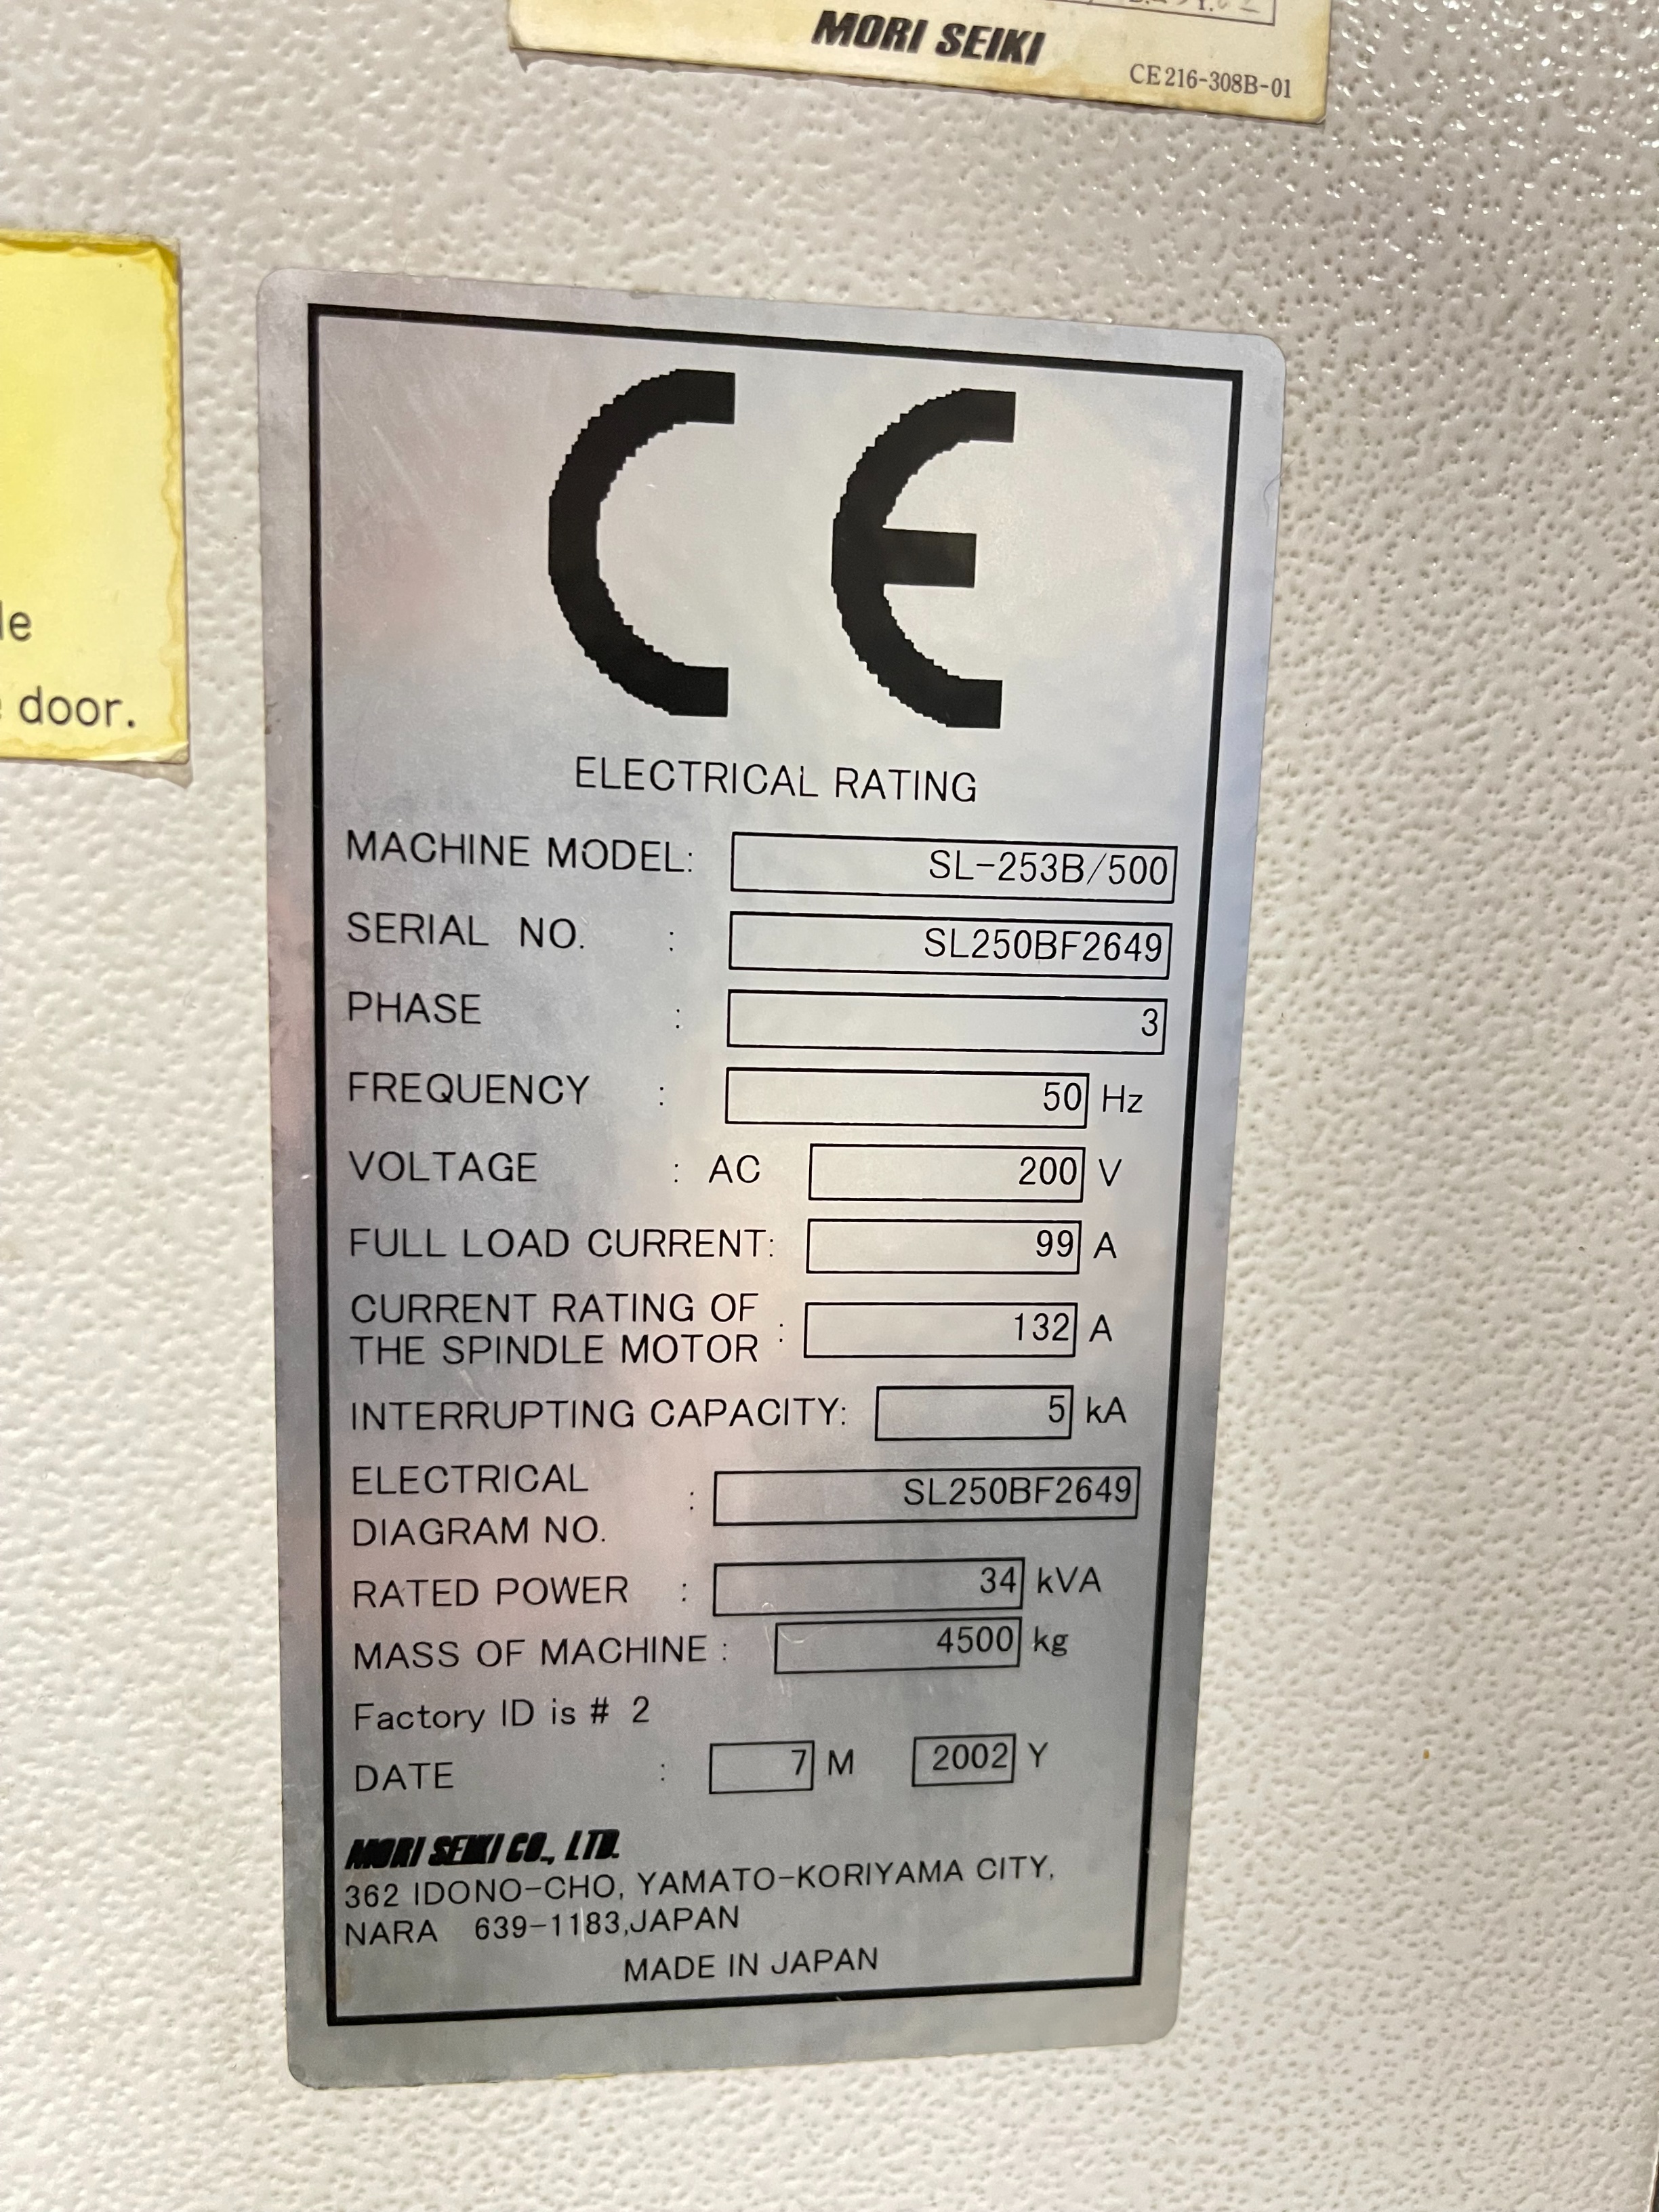 MORI SEIKI
CE216-308B-01
le
door.
CE
ELECTRICAL RATING
MACHINE MODEL: SL-253B/500
SERIAL NO. : SL250BF2649
PHASE : 3
FREQUENCY : 50 Hz
VOLTAGE : AC 200 V
FULL LOAD CURRENT: 99 A
CURRENT RATING OF
THE SPINDLE MOTOR : 132 A
INTERRUPTING CAPACITY: 5 kA
ELECTRICAL : SL250BF2649
DIAGRAM NO.
RATED POWER : 34 kVA
MASS OF MACHINE : 4500 kg
Factory ID is # 2
DATE : 7 M 2002 Y
MORI SEIKI CO., LTD.
362 IDONO-CHO, YAMATO-KORIYAMA CITY,
NARA 639-1183,JAPAN
MADE IN JAPAN